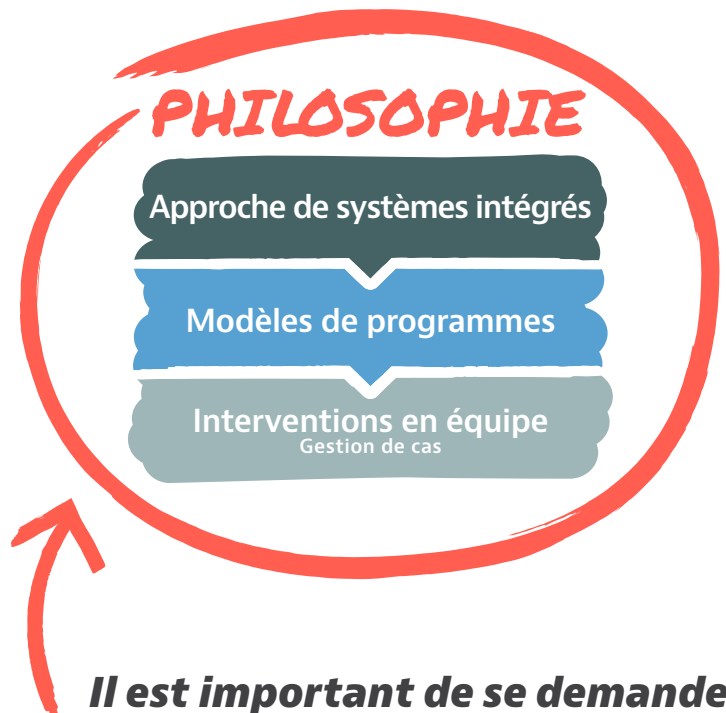 PHILOSOPHIE
Approche de systèmes intégrés
Modèles de programmes
Interventions en équipe
Gestion de cas
Il est important de se demande